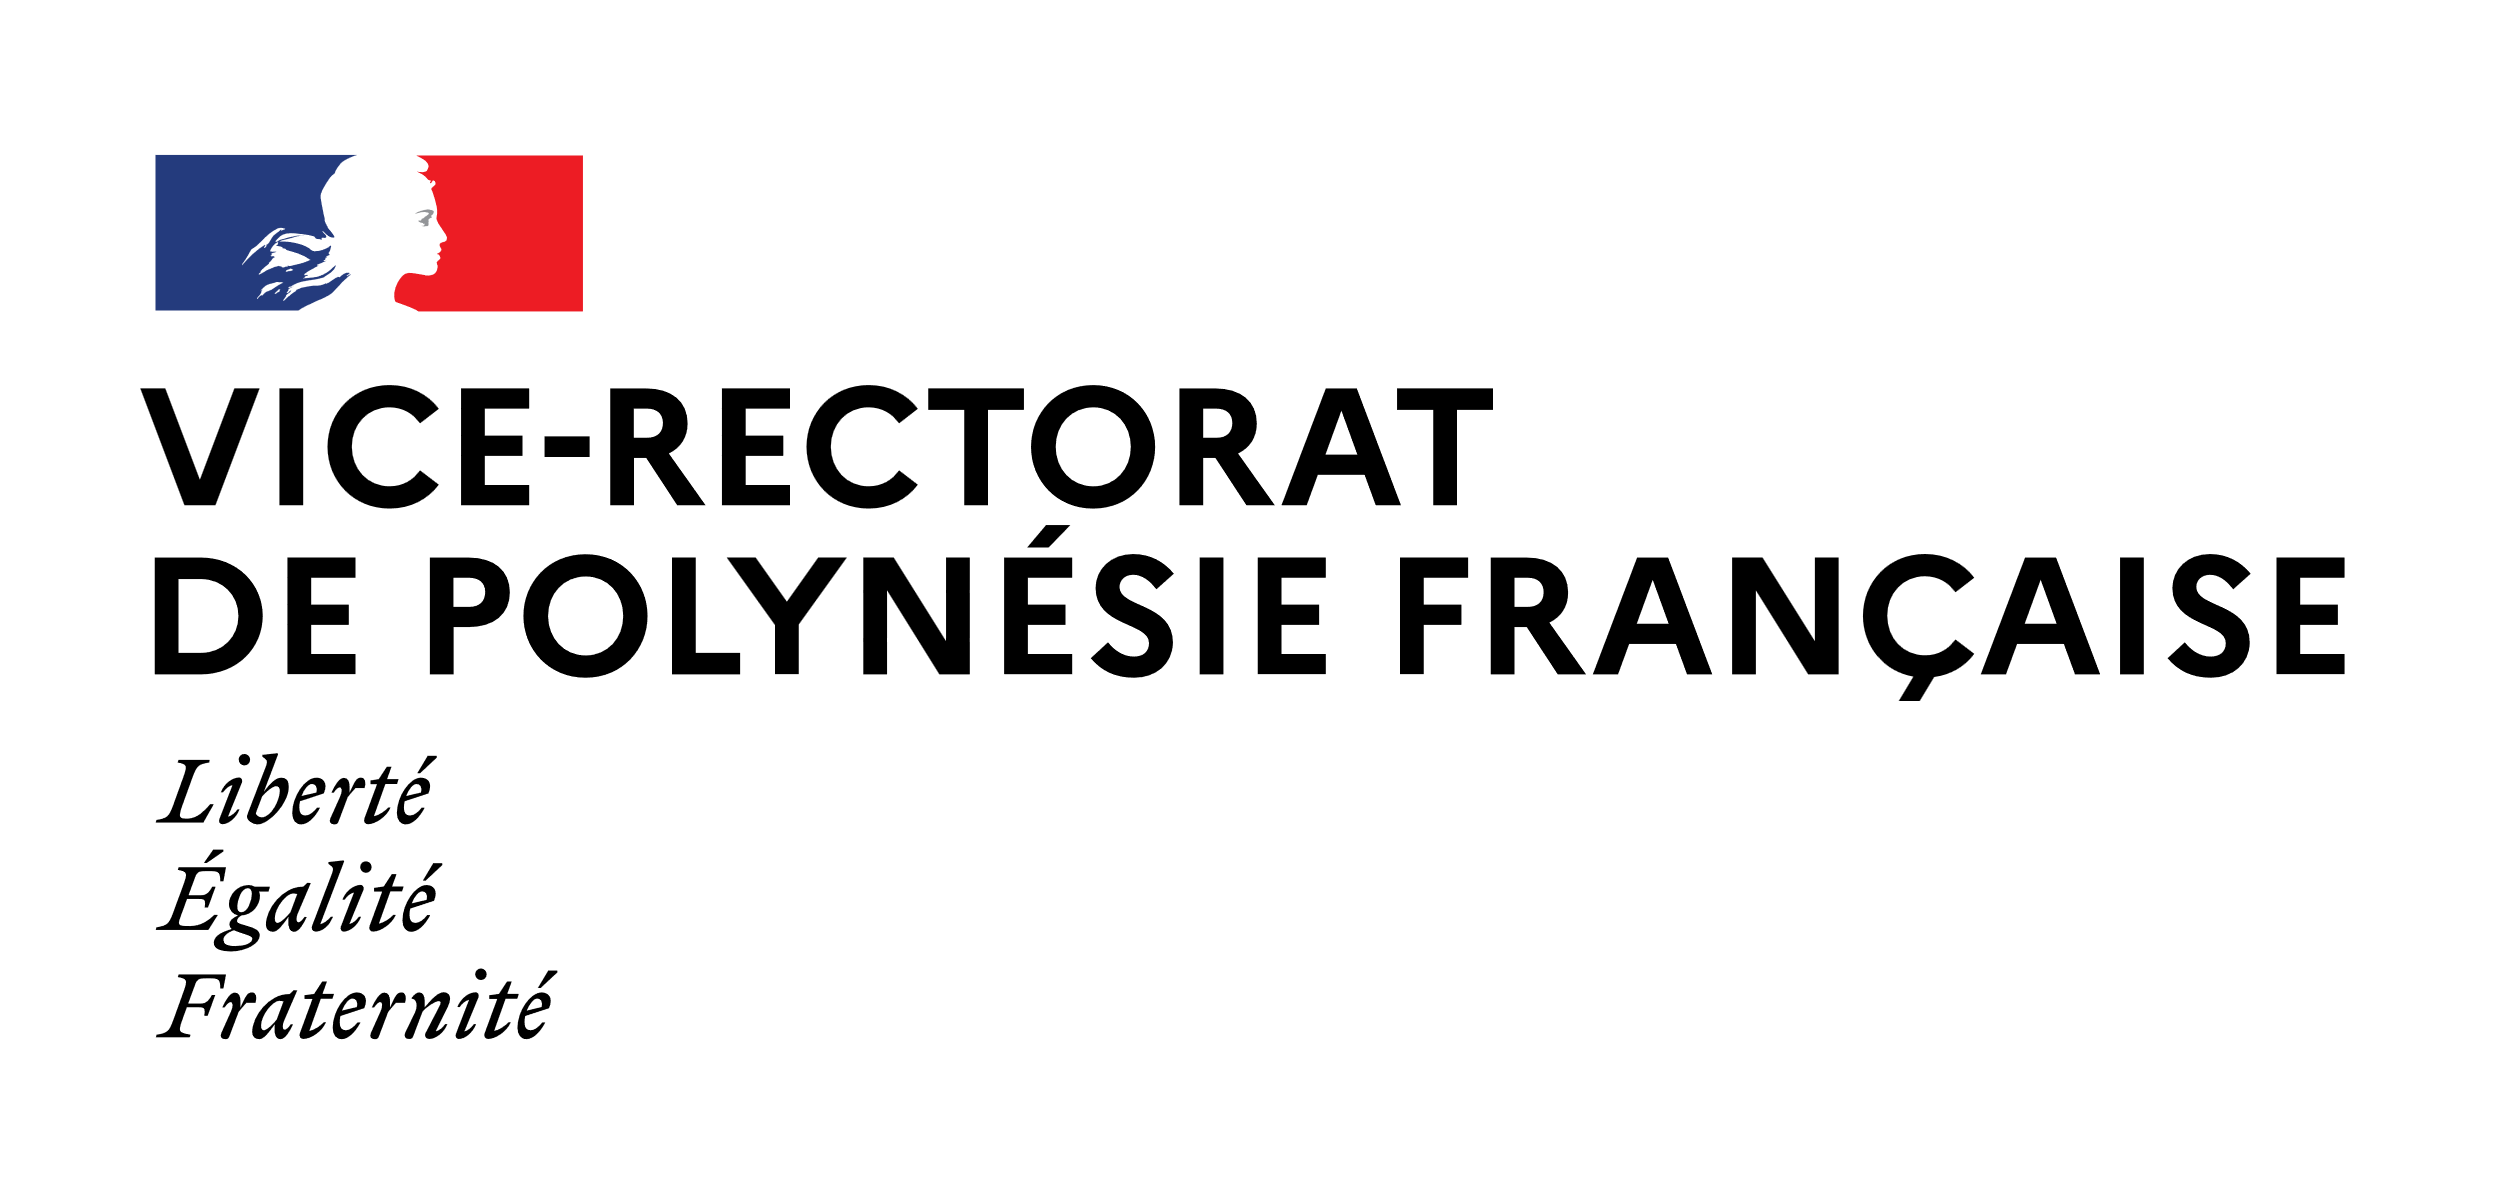 VICE-RECTORAT
DE POLYNÉSIE FRANÇAISE
Liberté
Égalité
Fraternité